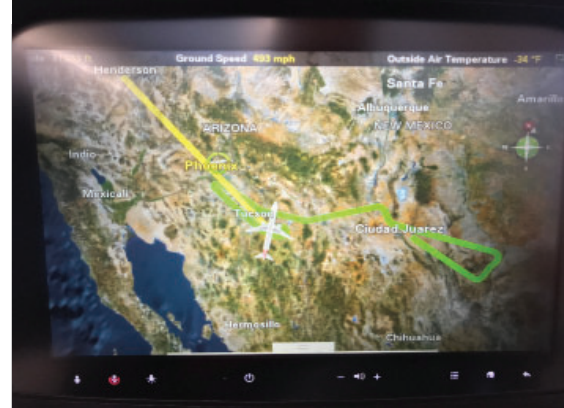 Ground Speed 493 mph
Outside Air Temperature -34 °F
Henderson
Santa Fe
Amarillo
Albuquerque
ARIZONA
NEW MEXICO
Indio
Phoenix
Mexicali
Tucson
Ciudad Juarez
Hermosillo
Chihuahua